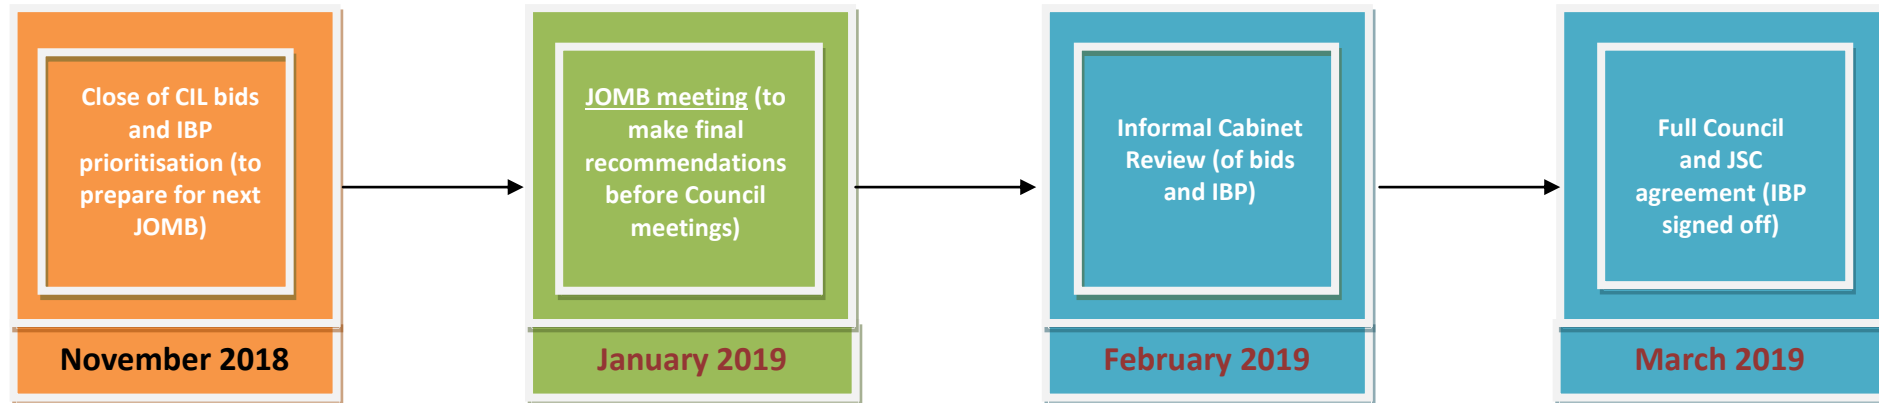 Close of CIL bids
and IBP
prioritisation (to
prepare for next
JOMB)
November 2018
JOMB meeting (to
make final
recommendations
before Council
meetings)
January 2019
Informal Cabinet
Review (of bids
and IBP)
February 2019
Full Council
and JSC
agreement (IBP
signed off)
March 2019